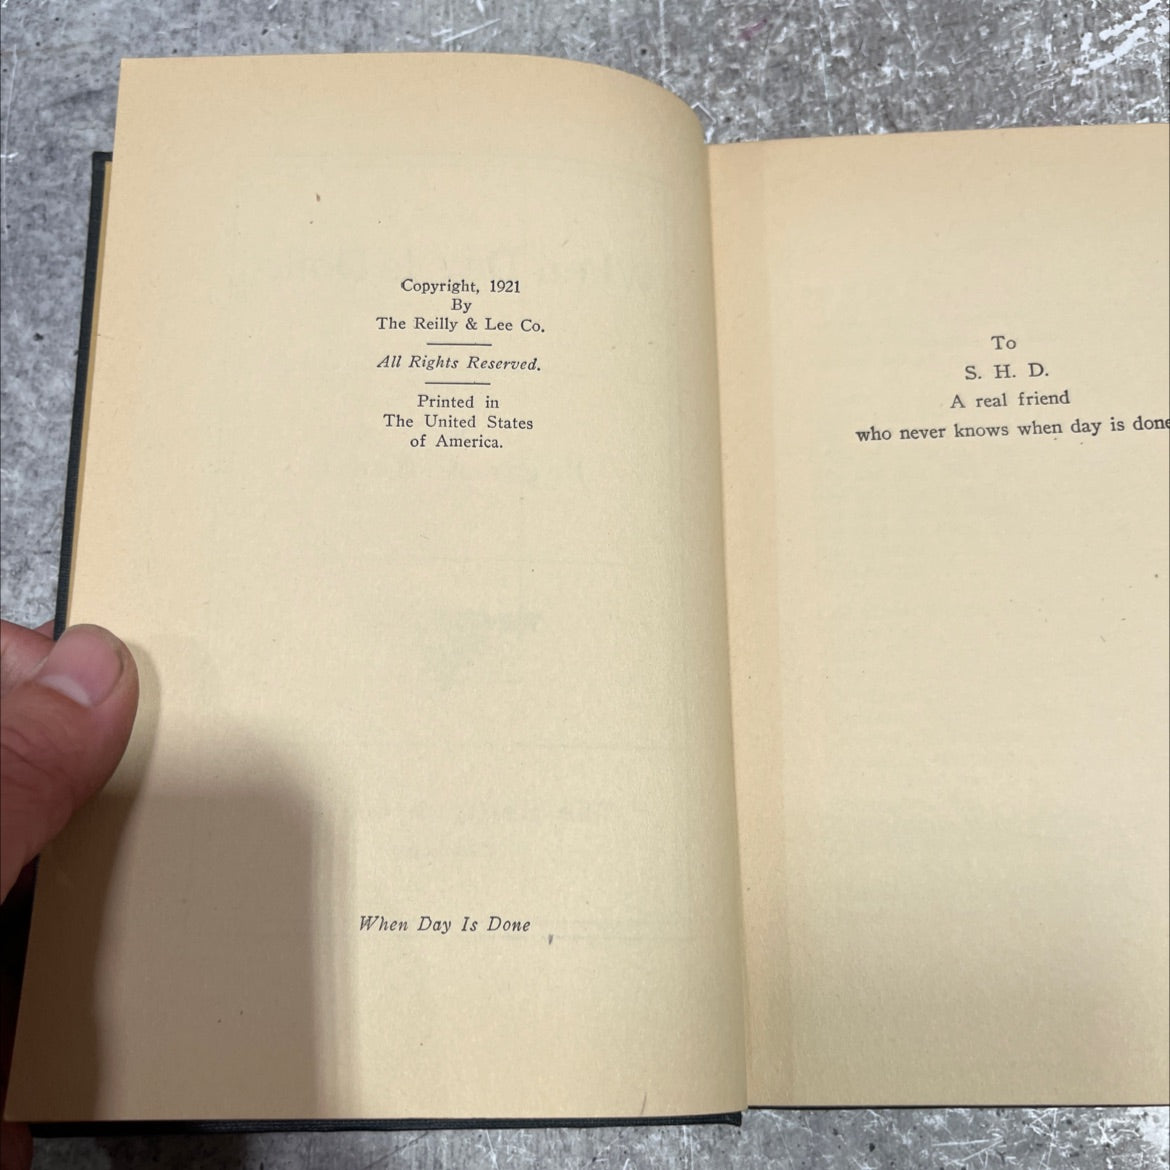 Copyright, 1921
By
The Reilly & Lee Co.
All Rights Reserved.
Printed in
The United States
of America.
When Day Is Done
To
S. H. D.
A real friend
who never knows when day is done